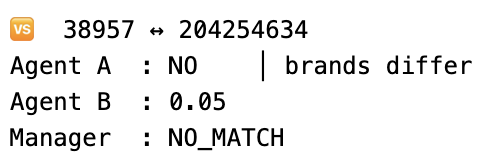 🆚 38957 ↔ 204254634
Agent A : NO | brands differ
Agent B : 0.05
Manager : NO_MATCH